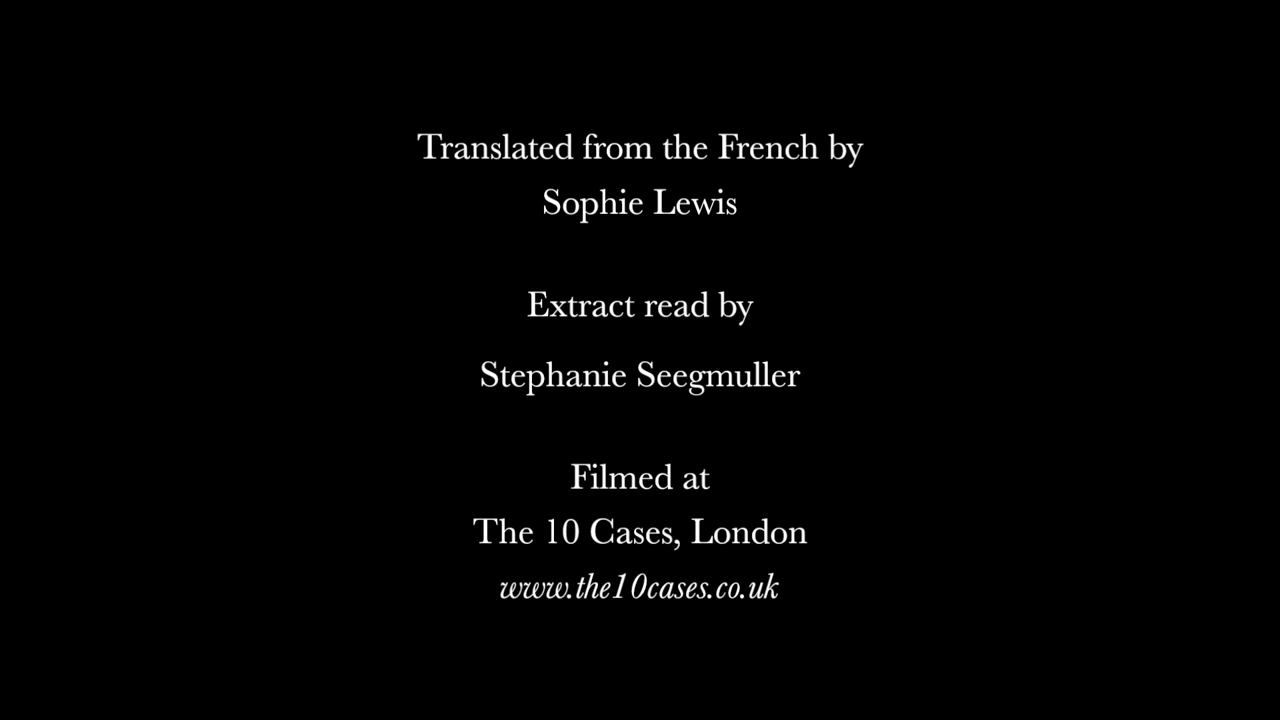 Translated from the French by
Sophie Lewis
Extract read by
Stephanie Seegmuller
Filmed at
The 10 Cases, London
www.the10cases.co.uk